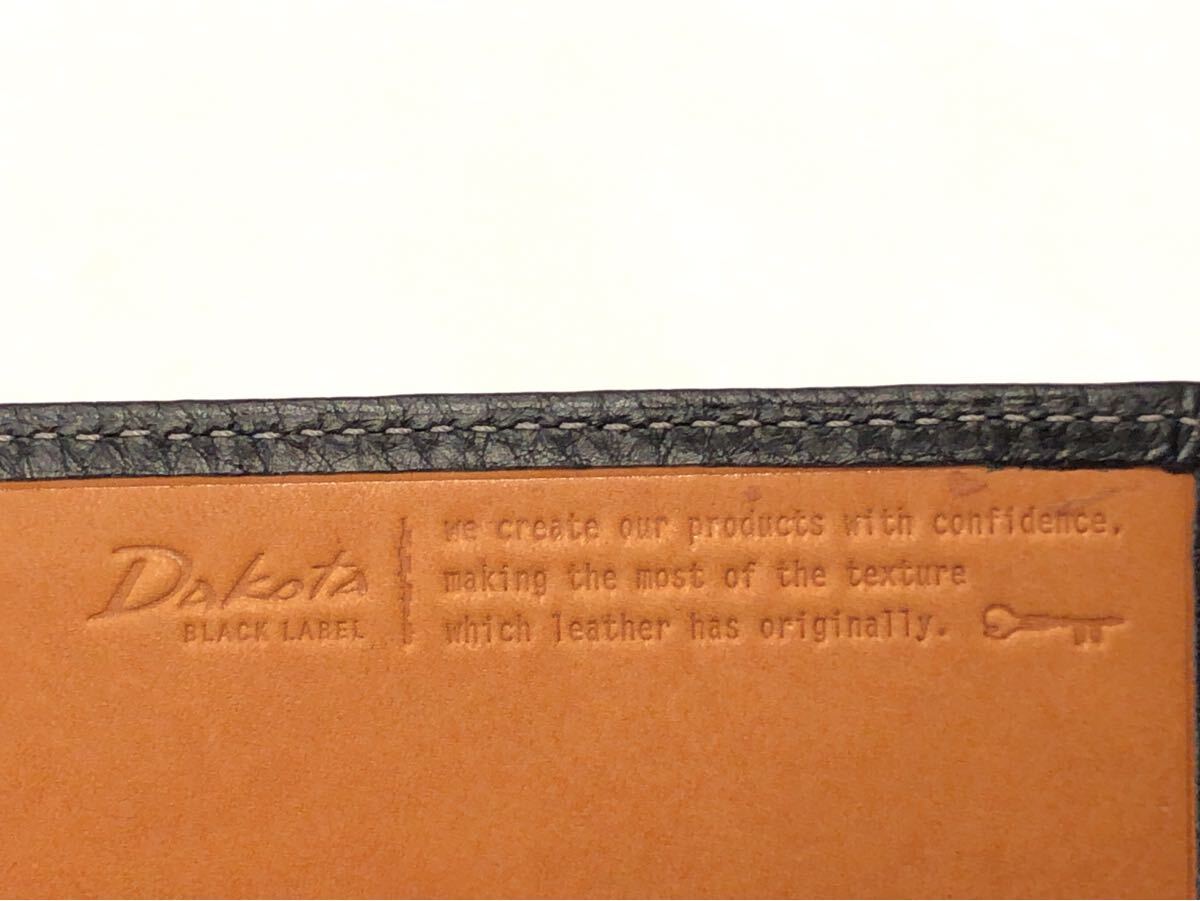 Dakota
BLACK LABEL
we create our products with confidence,
making the most of the texture
which leather has originally.